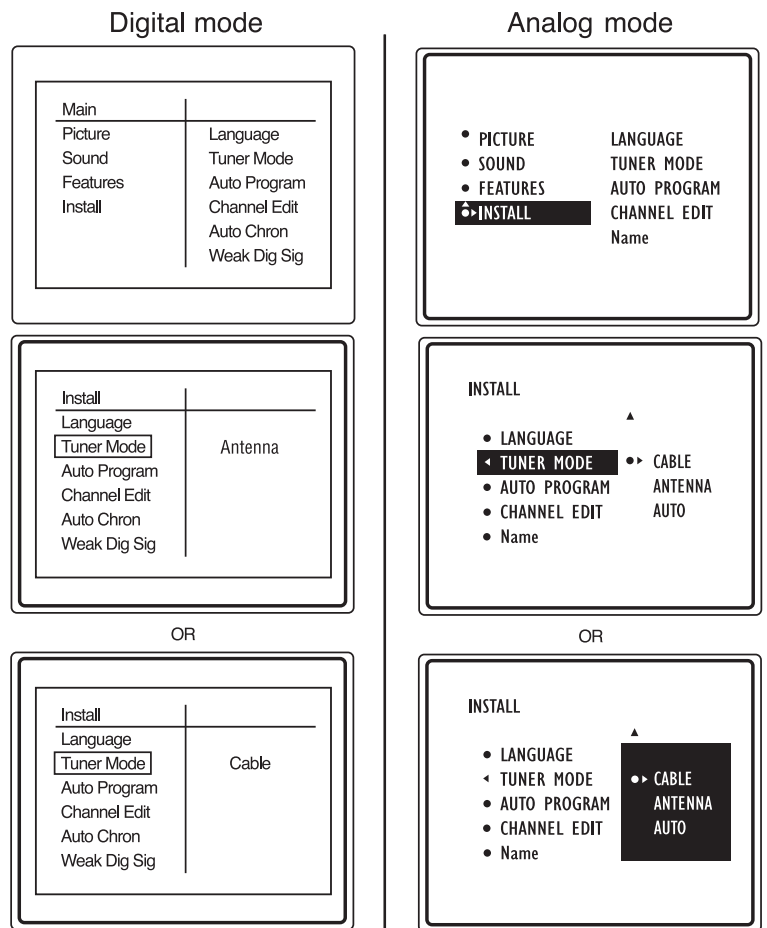 Digital mode
Main
Picture Language
Sound Tuner Mode
Features Auto Program
Install Channel Edit
Auto Chron
Weak Dig Sig
Install
Language
Tuner Mode Antenna
Auto Program
Channel Edit
Auto Chron
Weak Dig Sig
OR
Install
Language
Tuner Mode Cable
Auto Program
Channel Edit
Auto Chron
Weak Dig Sig
Analog mode
PICTURE LANGUAGE
SOUND TUNER MODE
FEATURES AUTO PROGRAM
INSTALL CHANNEL EDIT
Name
INSTALL
LANGUAGE
TUNER MODE CABLE
AUTO PROGRAM ANTENNA
CHANNEL EDIT AUTO
Name
OR
INSTALL
LANGUAGE
TUNER MODE CABLE
AUTO PROGRAM ANTENNA
CHANNEL EDIT AUTO
Name